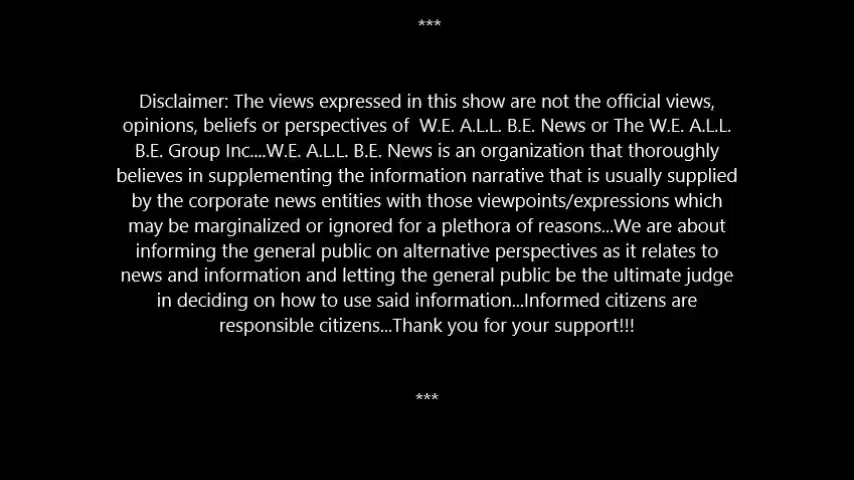 ***
Disclaimer: The views expressed in this show are not the official views,
opinions, beliefs or perspectives of  W.E. A.L.L. B.E. News or The W.E. A.L.L.
B.E. Group Inc....W.E. A.L.L. B.E. News is an organization that thoroughly
believes in supplementing the information narrative that is usually supplied
by the corporate news entities with those viewpoints/expressions which
may be marginalized or ignored for a plethora of reasons...We are about
informing the general public on alternative perspectives as it relates to
news and information and letting the general public be the ultimate judge
in deciding on how to use said information...Informed citizens are
responsible citizens...Thank you for your support!!!
***